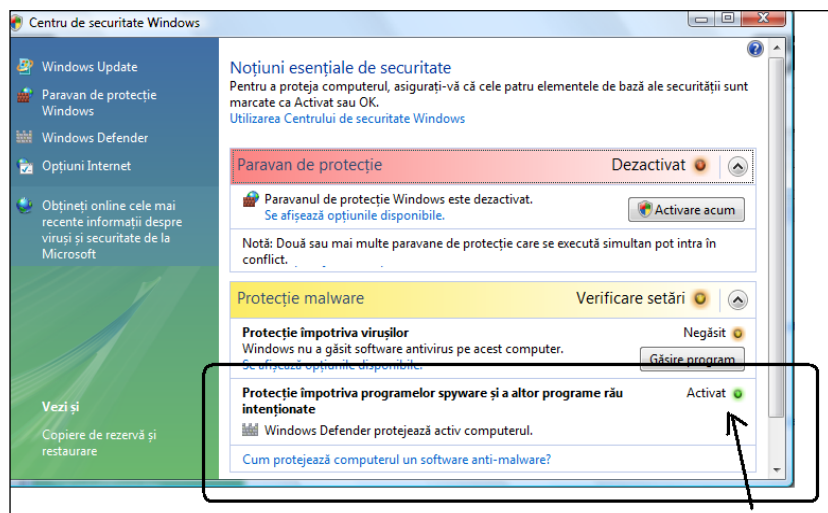 Centru de securitate Windows
Windows Update
Paravan de protecție
Windows
Windows Defender
Opțiuni Internet
Obțineți online cele mai
recente informații despre
viruși și securitate de la
Microsoft
Vezi și
Copiere de rezervă și
restaurare
Noțiuni esențiale de securitate
Pentru a proteja computerul, asigurați-vă că cele patru elementele de bază ale securității sunt
marcate ca Activat sau OK.
Utilizarea Centrului de securitate Windows
Paravan de protecție Dezactivat
Paravanul de protecție Windows este dezactivat.
Se afișează opțiunile disponibile. Activare acum
Notă: Două sau mai multe paravane de protecție care se execută simultan pot intra în
conflict.
Protecție malware Verificare setări
Protecție împotriva virușilor Negăsit
Windows nu a găsit software antivirus pe acest computer.
Se afișează opțiunile disponibile. Găsire program
Protecție împotriva programelor spyware și a altor programe rău Activat
intenționate
Windows Defender protejează activ computerul.
Cum protejează computerul un software anti-malware?